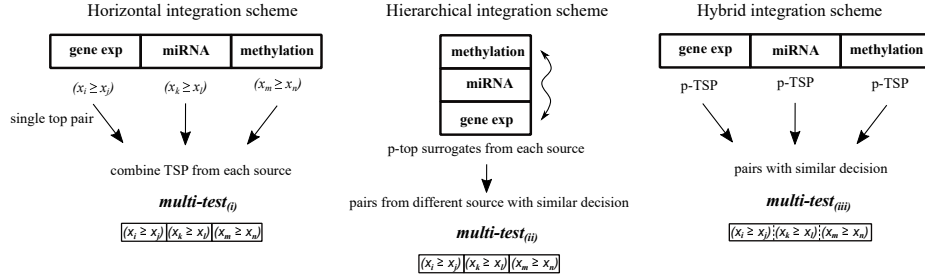 Horizontal integration scheme
gene exp miRNA methylation
(xi ≥ xj) (xk ≥ xl) (xm ≥ xn)
single top pair
combine TSP from each source
multi-test(i)
(xi ≥ xj) (xk ≥ xl) (xm ≥ xn)
Hierarchical integration scheme
methylation
miRNA
gene exp
p-top surrogates from each source
pairs from different source with similar decision
multi-test(ii)
(xi ≥ xj) (xk ≥ xl) (xm ≥ xn)
Hybrid integration scheme
gene exp miRNA methylation
p-TSP p-TSP p-TSP
pairs with similar decision
multi-test(iii)
(xi ≥ xj) (xk ≥ xl) (xm ≥ xn)